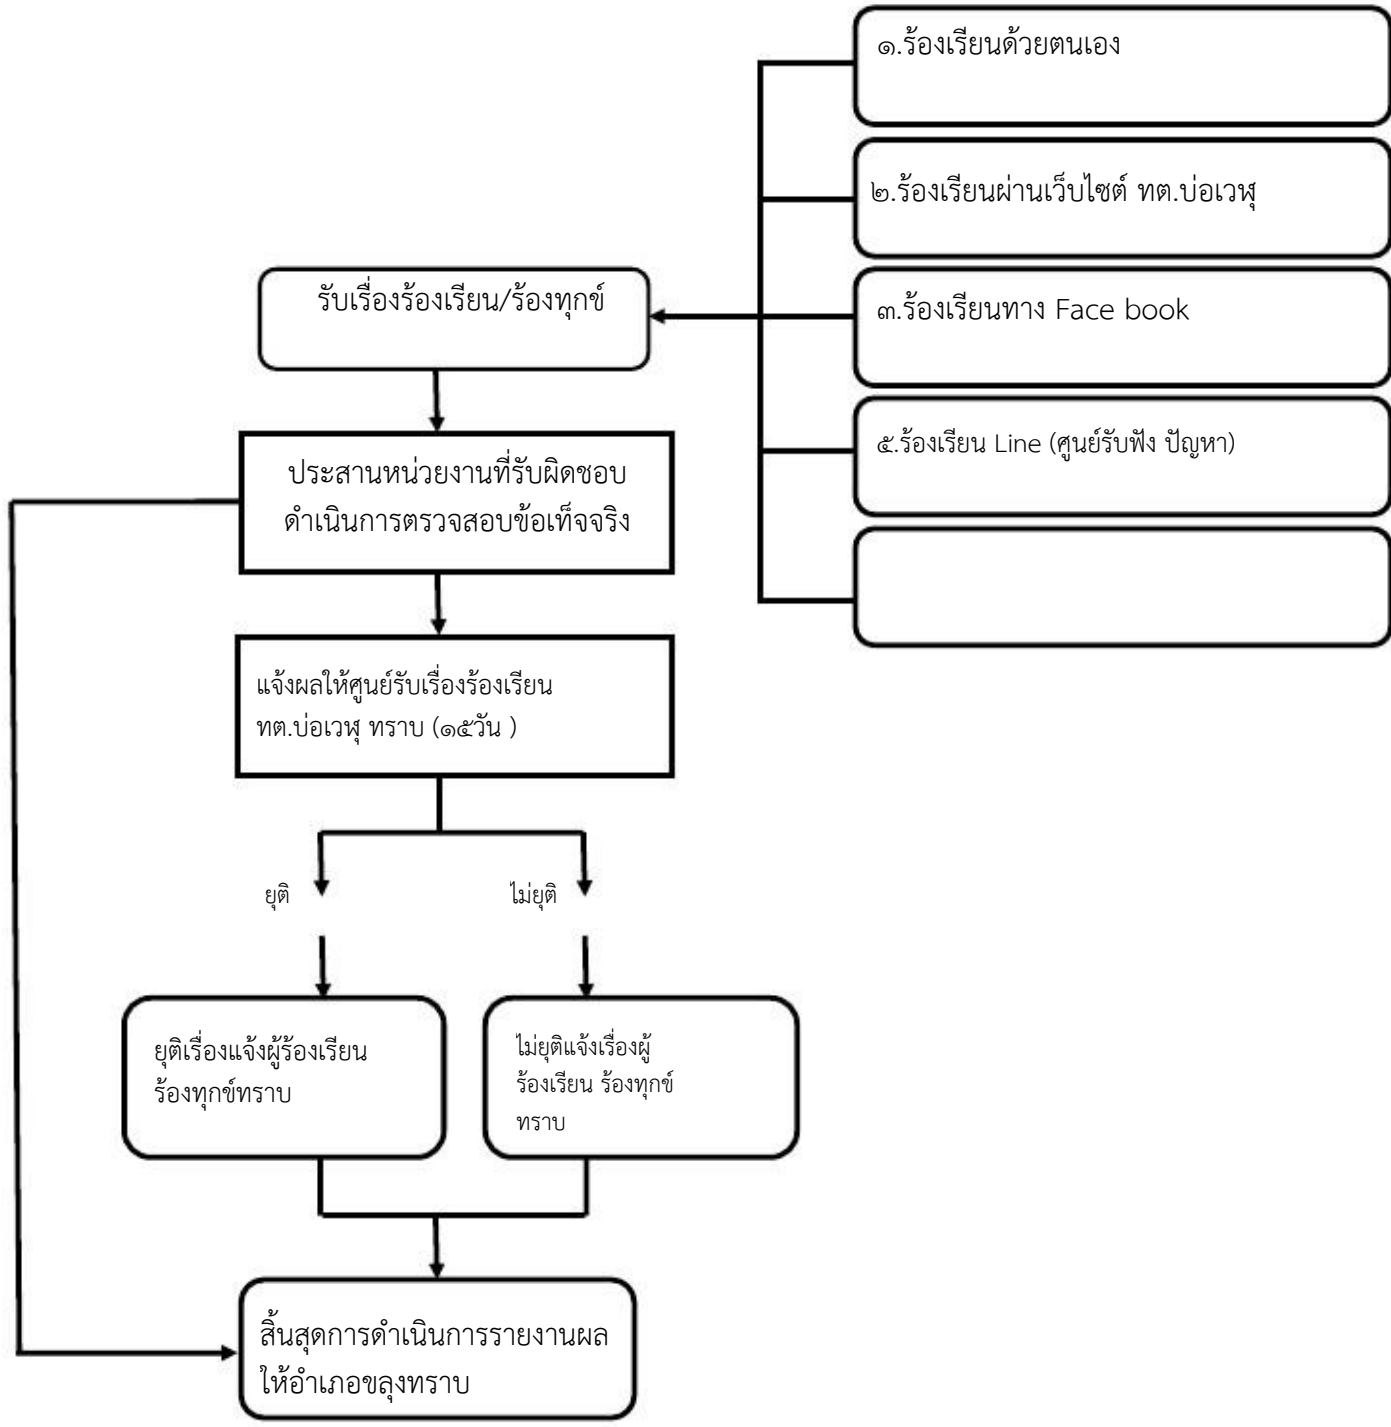 ๑.ร้องเรียนด้วยตนเอง
๒.ร้องเรียนผ่านเว็บไซต์ ทต.บ่อเวฬุ
รับเรื่องร้องเรียน/ร้องทุกข์
๓.ร้องเรียนทาง Face book
๕.ร้องเรียน Line (ศูนย์รับฟัง ปัญหา)
ประสานหน่วยงานที่รับผิดชอบ
ดำเนินการตรวจสอบข้อเท็จจริง
แจ้งผลให้ศูนย์รับเรื่องร้องเรียน
ทต.บ่อเวฬุ ทราบ (๑๕วัน )
ยุติ
ไม่ยุติ
ยุติเรื่องแจ้งผู้ร้องเรียน
ร้องทุกข์ทราบ
ไม่ยุติแจ้งเรื่องผู้
ร้องเรียน ร้องทุกข์
ทราบ
สิ้นสุดการดำเนินการรายงานผล
ให้อำเภอขลุงทราบ